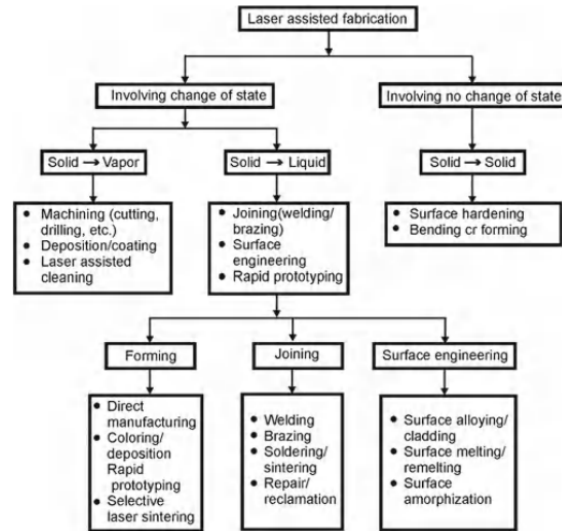 Laser assisted fabrication
Involving change of state
Involving no change of state
Solid → Vapor
Solid → Liquid
Solid → Solid
● Machining (cutting,
drilling, etc.)
● Deposition/coating
● Laser assisted
cleaning
● Joining(welding/
brazing)
● Surface
engineering
● Rapid prototyping
● Surface hardening
● Bending cr forming
Forming
Joining
Surface engineering
● Direct
manufacturing
● Coloring/
deposition
Rapid
prototyping
● Selective
laser sintering
● Welding
● Brazing
● Soldering/
sintering
● Repair/
reclamation
● Surface alloying/
cladding
● Surface melting/
remelting
● Surface
amorphization